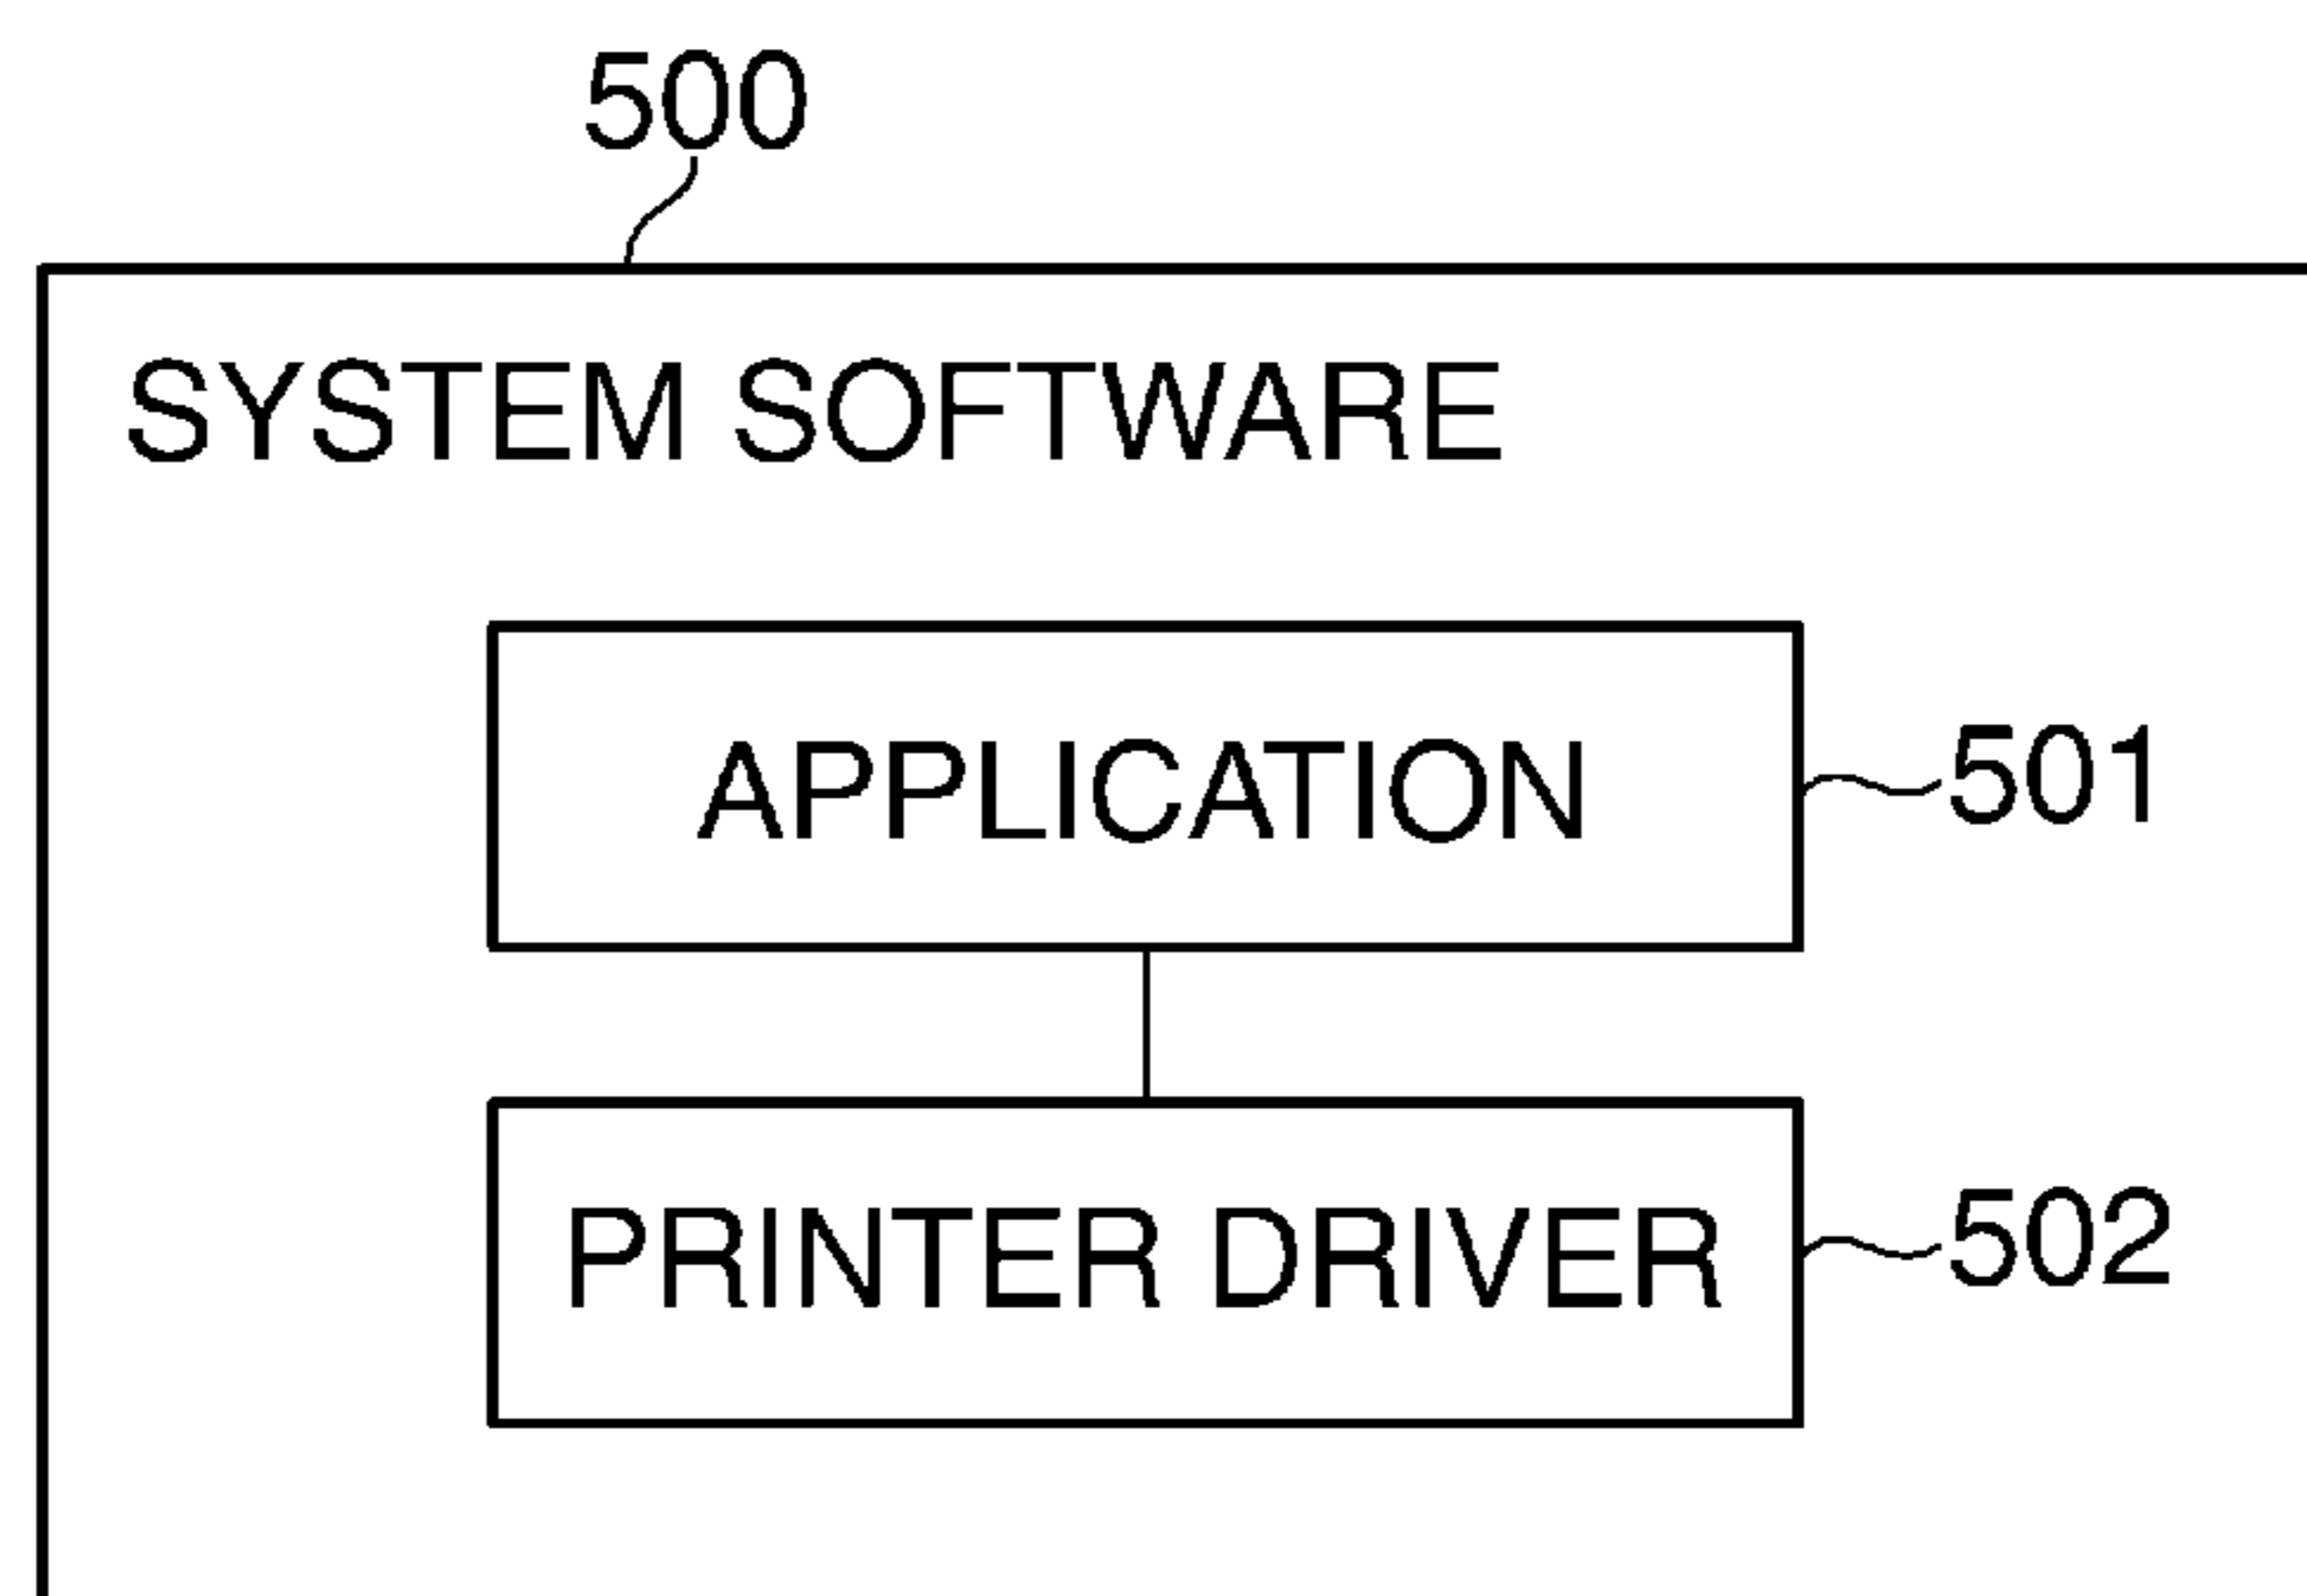 500
SYSTEM SOFTWARE
APPLICATION
501
PRINTER DRIVER
502